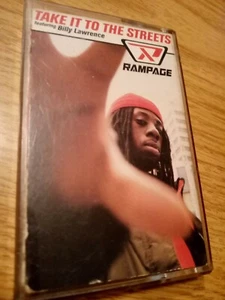 TAKE IT TO THE STREETS
featuring Billy Lawrence
RAMPAGE